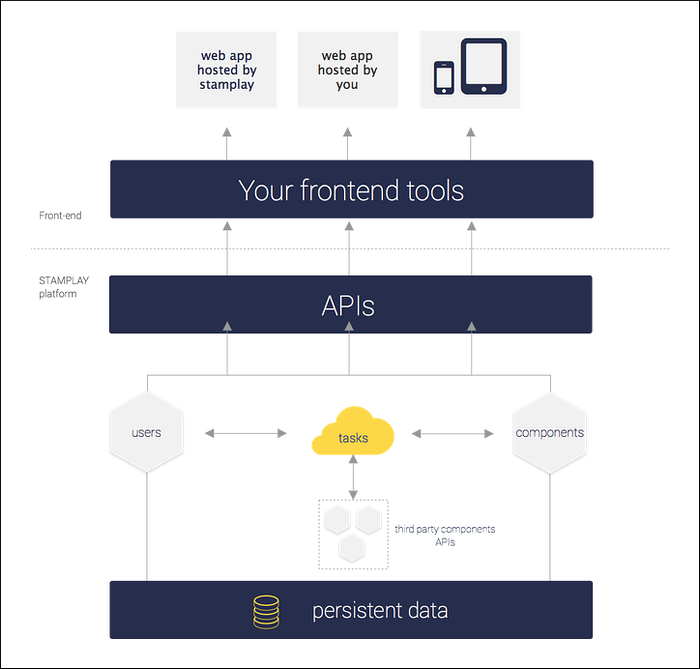 web app
hosted by
stamplay
web app
hosted by
you
Your frontend tools
Front-end
STAMPLAY
platform
APIs
users
tasks
components
third party components
APIs
persistent data